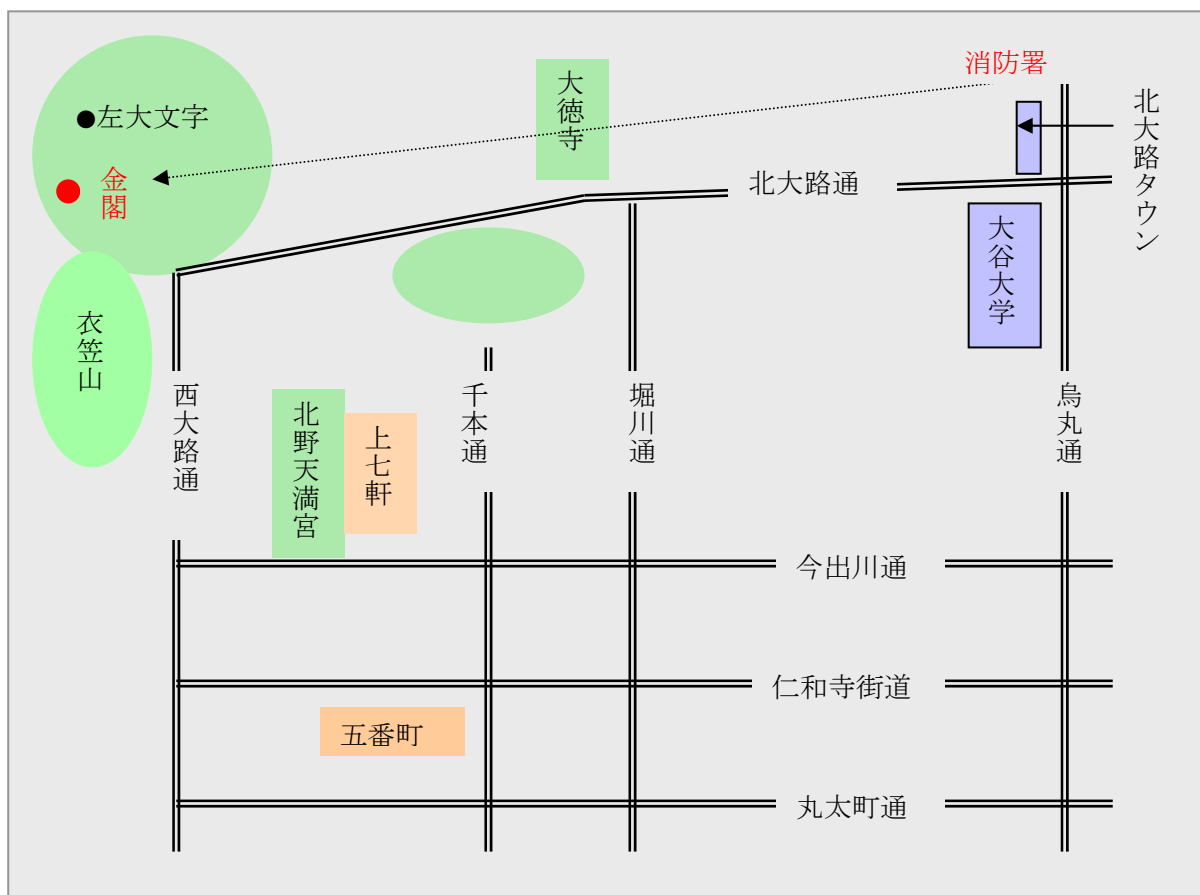 消防署
大徳寺
北大路タウン
左大文字
金閣
北大路通
大谷大学
衣笠山
西大路通
北野天満宮
上七軒
千本通
堀川通
烏丸通
今出川通
仁和寺街道
五番町
丸太町通